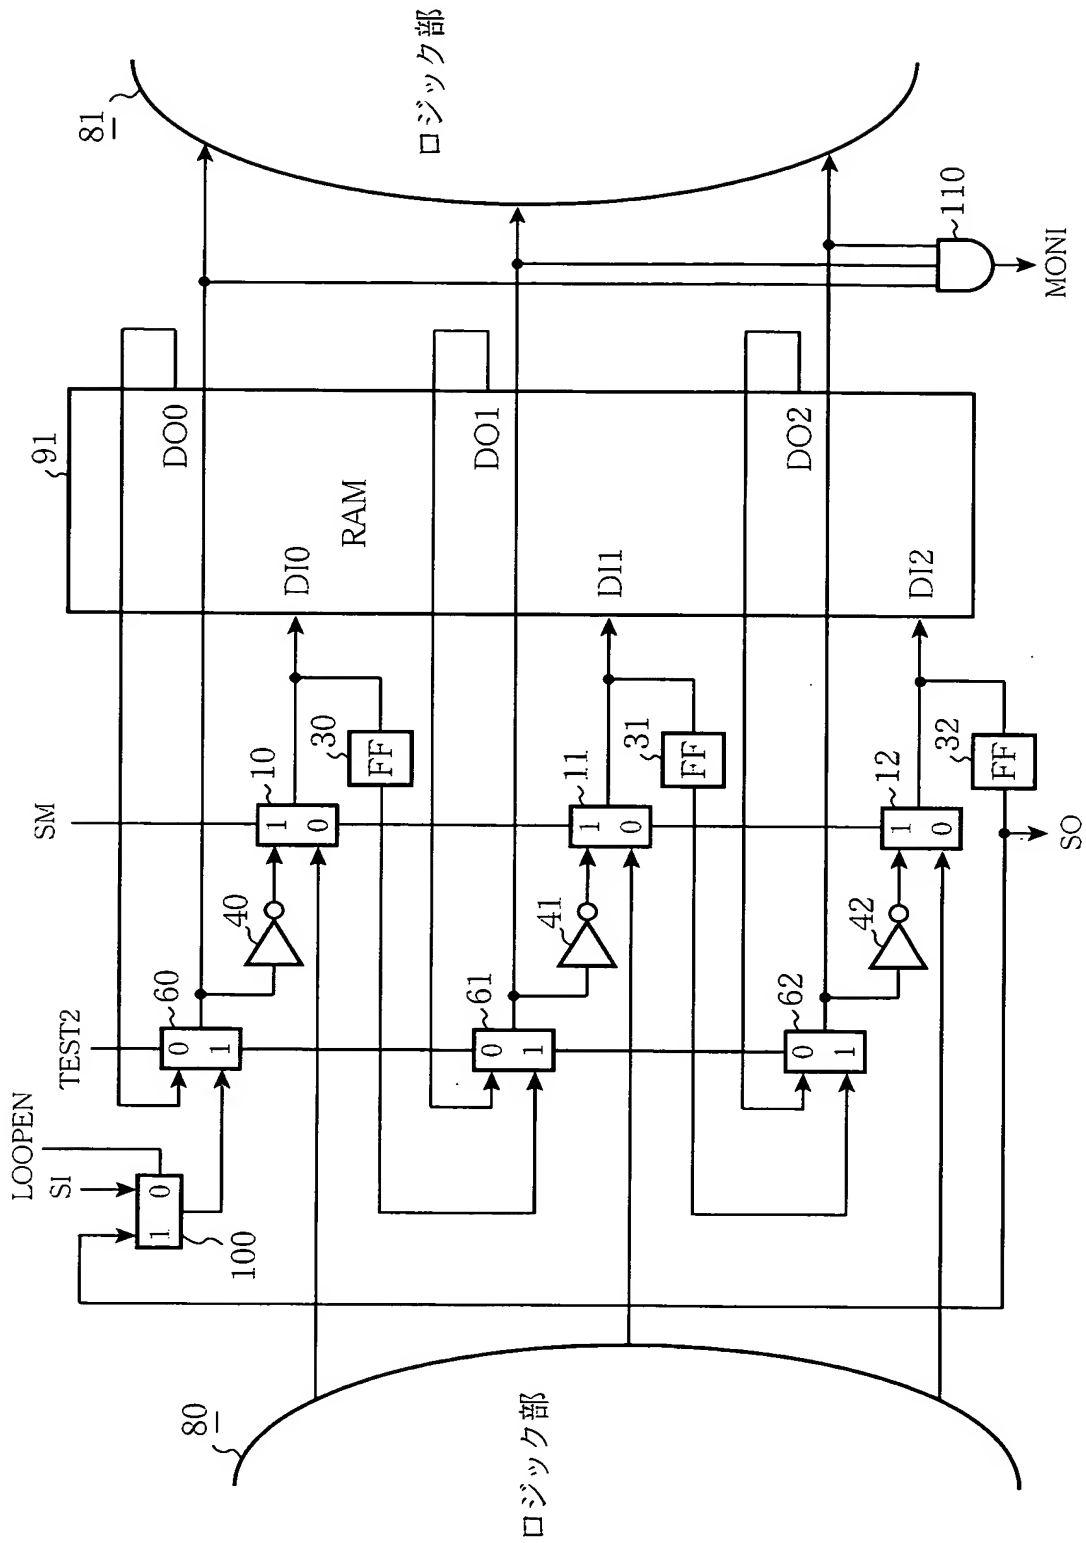 ロジック部
81
110
MONI
91
RAM
DO0
DO1
DO2
DI0
DI1
DI2
SM
10
1
0
30
FF
11
1
0
31
FF
12
1
0
32
FF
SO
40
41
42
TEST2
60
0
1
61
0
1
62
0
1
LOOPEN
SI
1
0
100
80
ロジック部